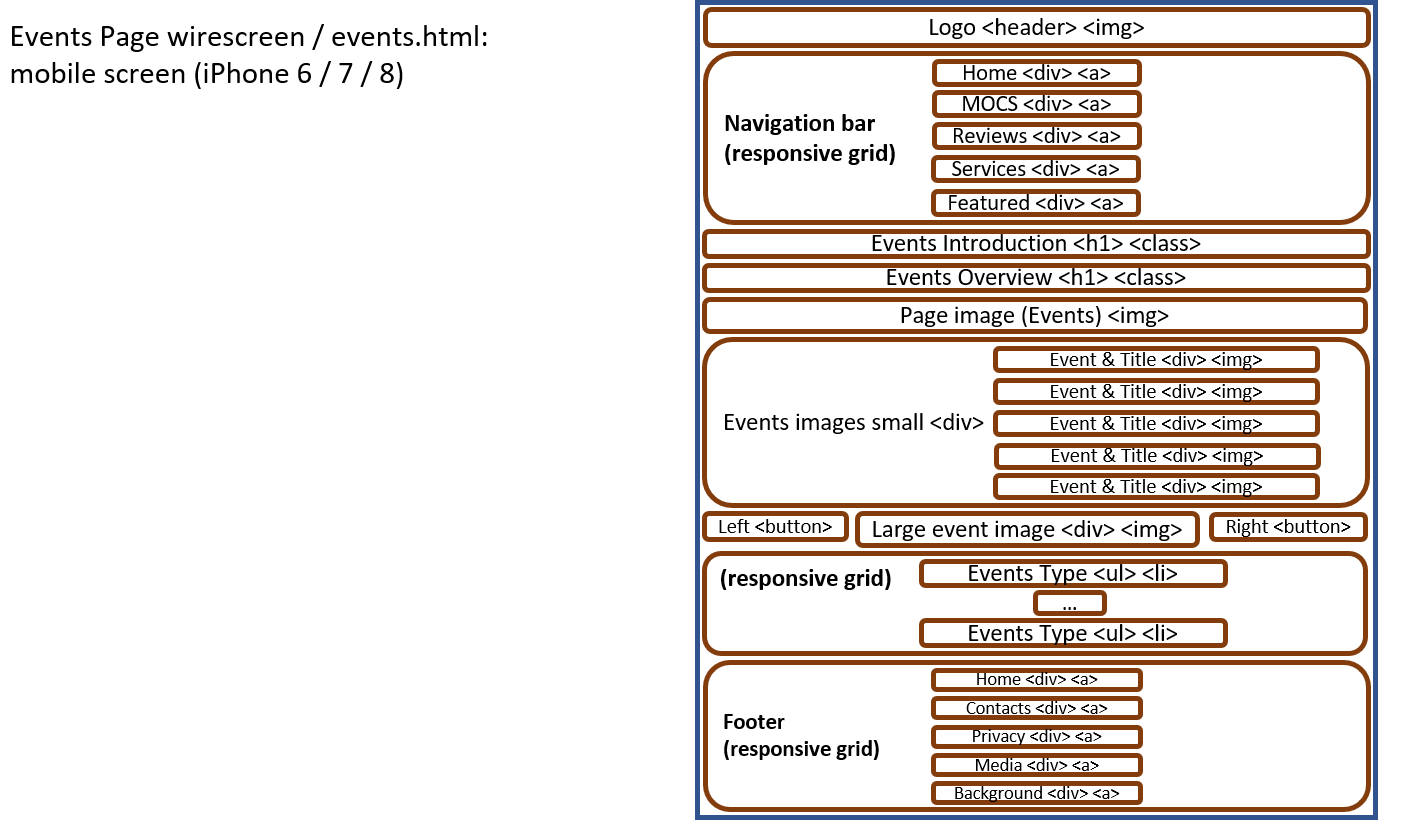 Events Page wirescreen / events.html:
mobile screen (iPhone 6 / 7 / 8)
Logo <header> <img>
Navigation bar
(responsive grid)
Home <div> <a>
MOCS <div> <a>
Reviews <div> <a>
Services <div> <a>
Featured <div> <a>
Events Introduction <h1> <class>
Events Overview <h1> <class>
Page image (Events) <img>
Events images small <div>
Event & Title <div> <img>
Event & Title <div> <img>
Event & Title <div> <img>
Event & Title <div> <img>
Event & Title <div> <img>
Left <button>
Large event image <div> <img>
Right <button>
(responsive grid)
Events Type <ul> <li>
...
Events Type <ul> <li>
Footer
(responsive grid)
Home <div> <a>
Contacts <div> <a>
Privacy <div> <a>
Media <div> <a>
Background <div> <a>